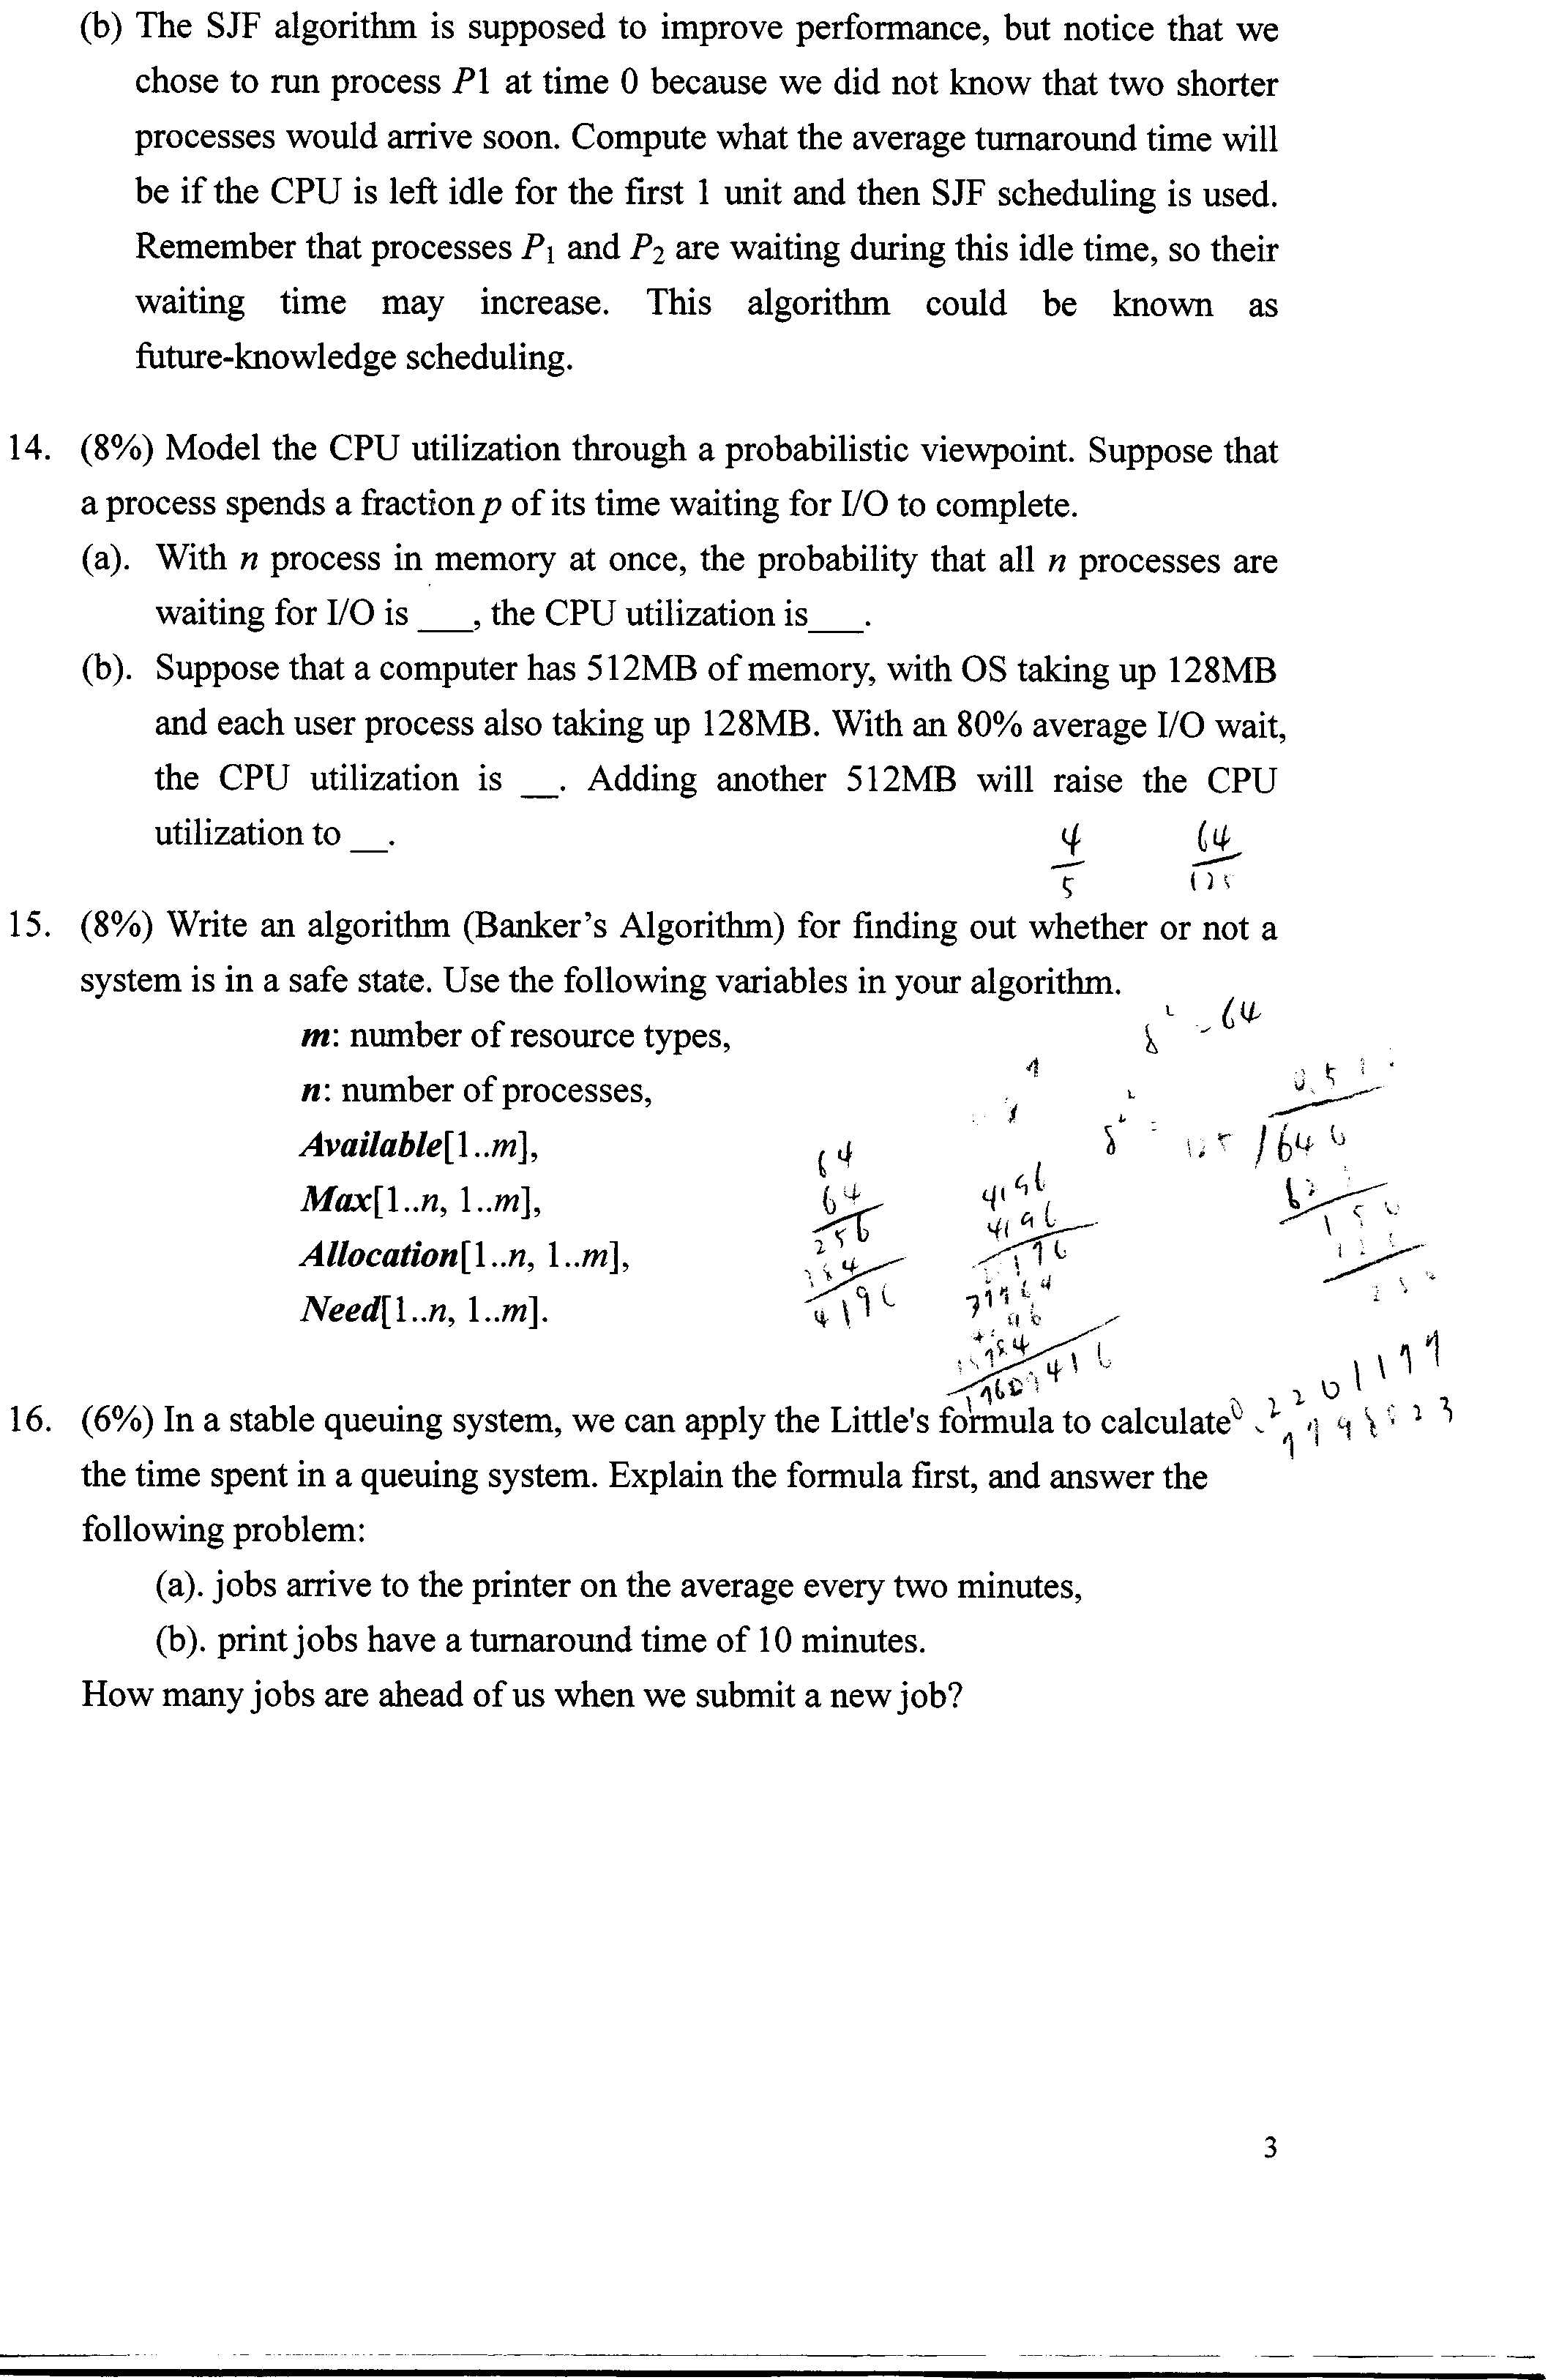 (b) The SJF algorithm is supposed to improve performance, but notice that we
chose to run process P1 at time 0 because we did not know that two shorter
processes would arrive soon. Compute what the average turnaround time will
be if the CPU is left idle for the first 1 unit and then SJF scheduling is used.
Remember that processes P1 and P2 are waiting during this idle time, so their
waiting time may increase. This algorithm could be known as
future-knowledge scheduling.
14. (8%) Model the CPU utilization through a probabilistic viewpoint. Suppose that
a process spends a fraction p of its time waiting for I/O to complete.
(a). With n process in memory at once, the probability that all n processes are
waiting for I/O is ___, the CPU utilization is___.
(b). Suppose that a computer has 512MB of memory, with OS taking up 128MB
and each user process also taking up 128MB. With an 80% average I/O wait,
the CPU utilization is __. Adding another 512MB will raise the CPU
utilization to __.
4 64
5
15. (8%) Write an algorithm (Banker's Algorithm) for finding out whether or not a
system is in a safe state. Use the following variables in your algorithm.
m: number of resource types,
64
n: number of processes,
Available[1..m],
64
Max[1..n, 1..m],
64 4196
4196
Allocation[1..n, 1..m],
256
Need[1..n, 1..m].
4196
16. (6%) In a stable queuing system, we can apply the Little's formula to calculate
the time spent in a queuing system. Explain the formula first, and answer the
following problem:
(a). jobs arrive to the printer on the average every two minutes,
(b). print jobs have a turnaround time of 10 minutes.
How many jobs are ahead of us when we submit a new job?
3